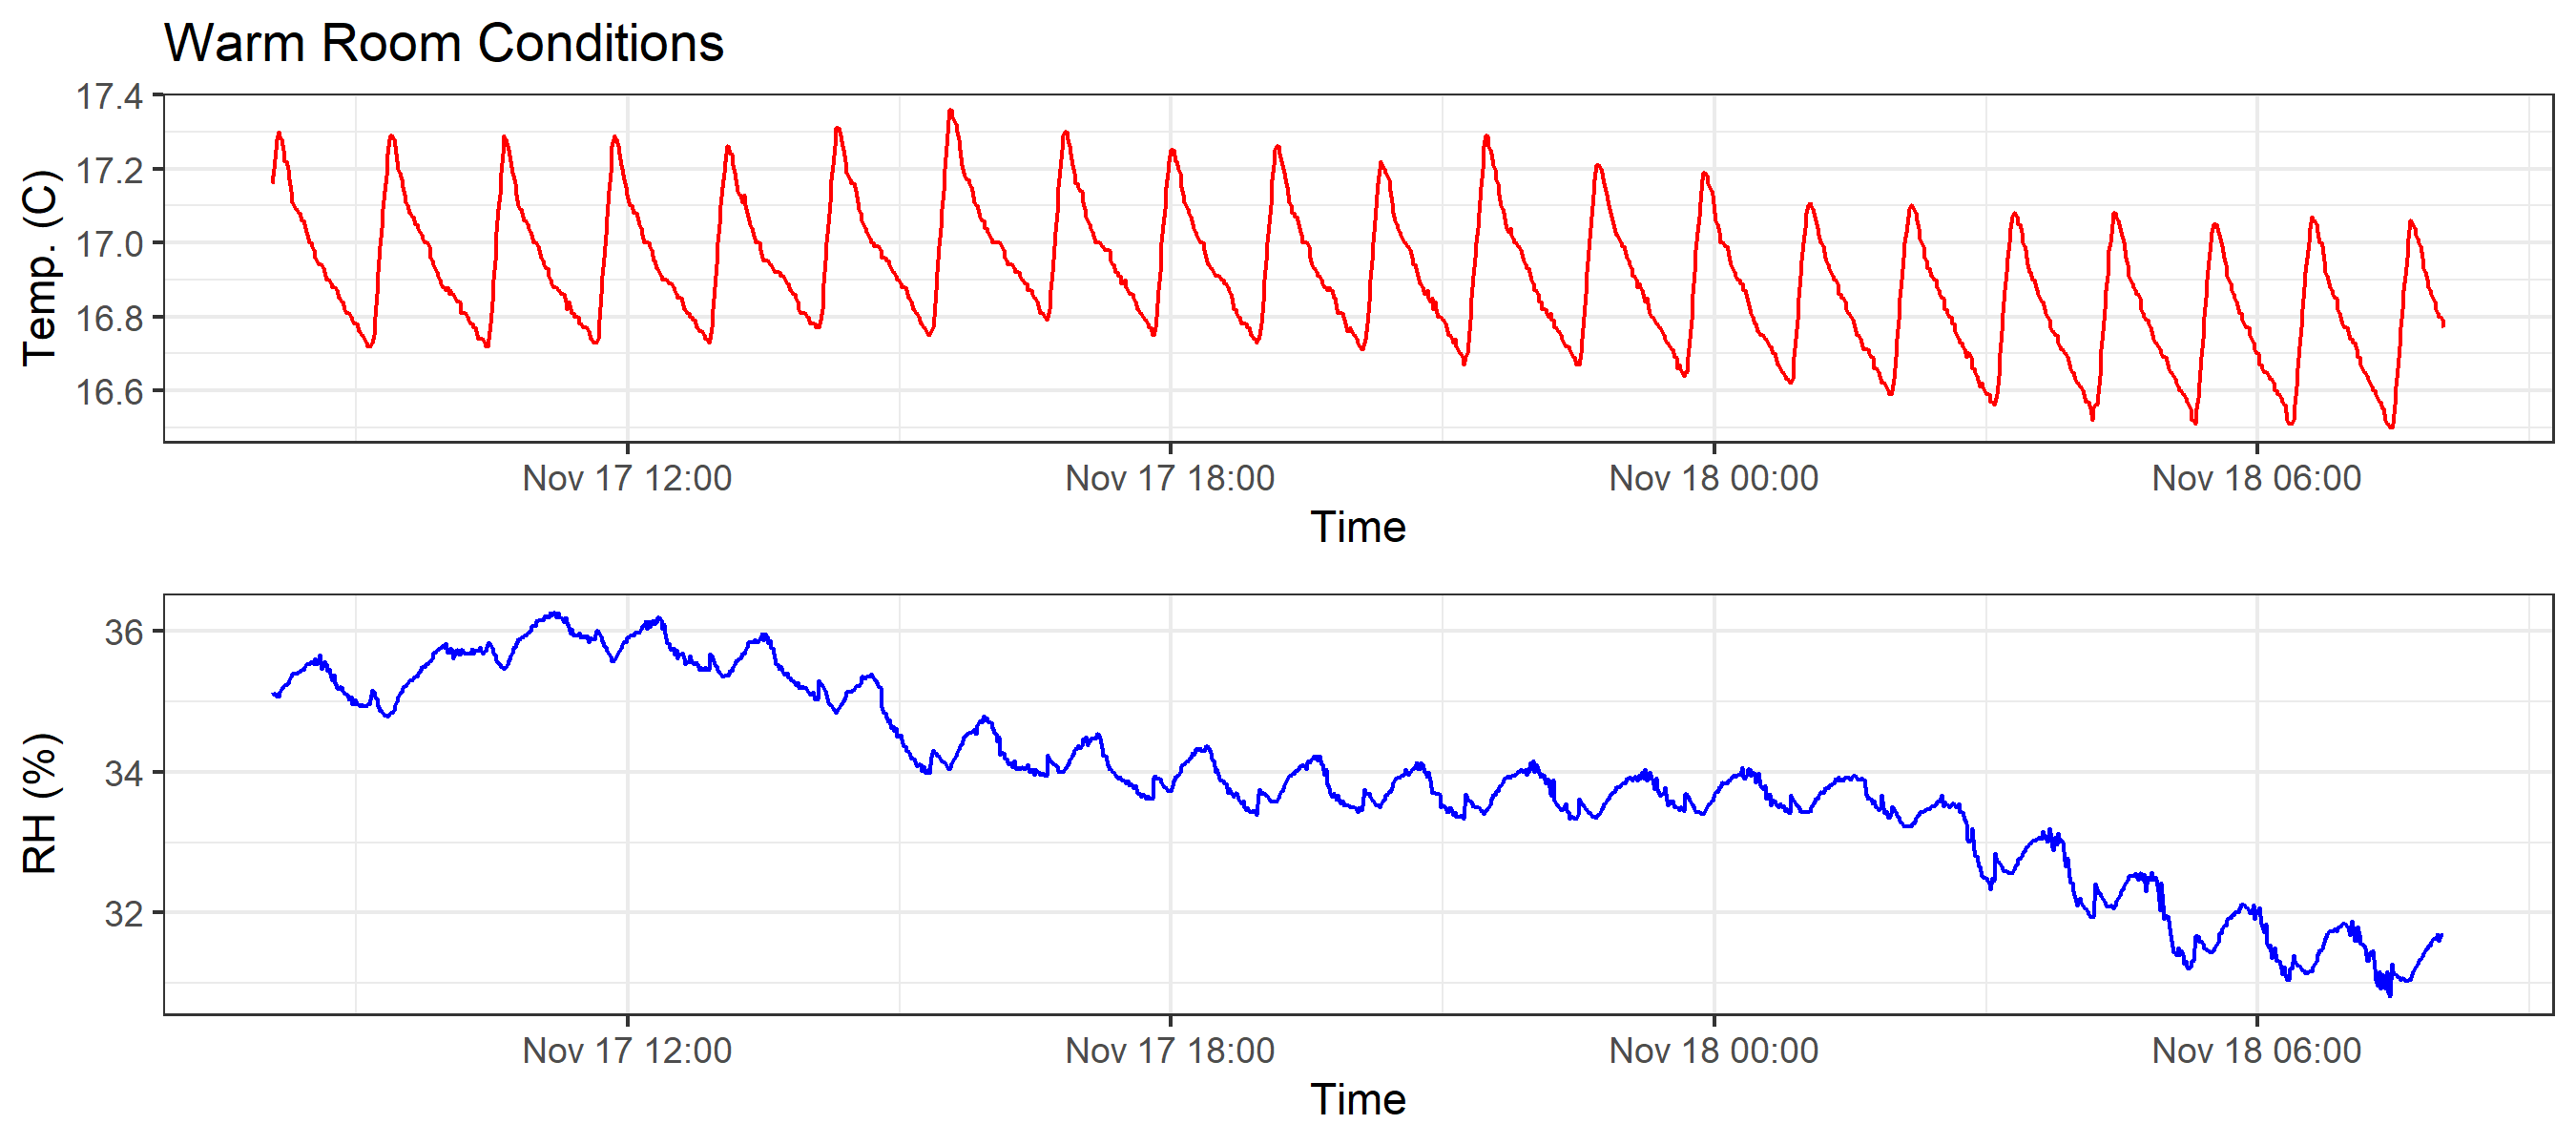 Warm Room Conditions
Temp. (C)
17.4
17.2
17.0
16.8
16.6
Nov 17 12:00 Nov 17 18:00 Nov 18 00:00 Nov 18 06:00
Time
RH (%)
36
34
32
Nov 17 12:00 Nov 17 18:00 Nov 18 00:00 Nov 18 06:00
Time